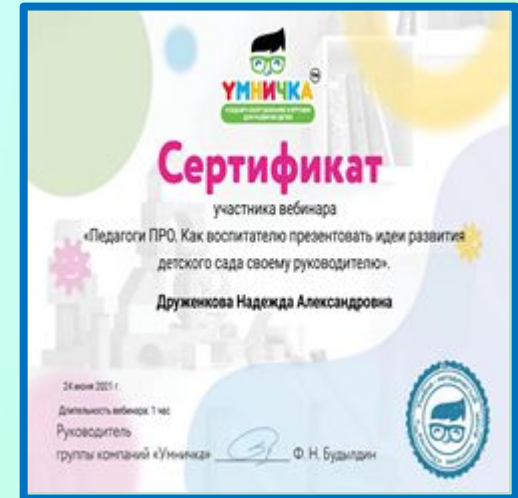 УМНИЧКА
Сертификат
участника вебинара
«Педагоги ПРО. Как воспитателю презентовать идеи развития
детского сада своему руководителю».
Друженкова Надежда Александровна
24 июня 2021 г.
Длительность вебинара: 1 час
Руководитель
группы компаний «Умничка» Ф. Н. Будылдин